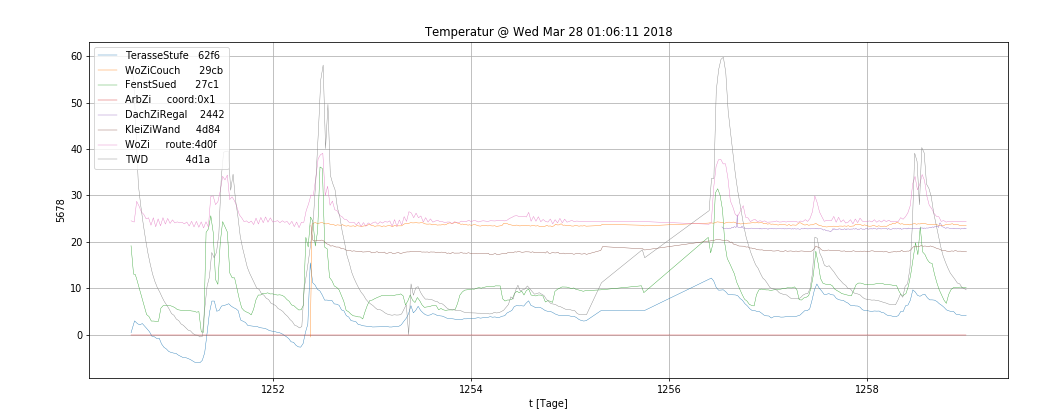 Temperatur @ Wed Mar 28 01:06:11 2018
60
50
40
30
20
10
0
5678
TerasseStufe 62f6
WoZiCouch 29cb
FenstSued 27c1
ArbZi coord:0x1
DachZiRegal 2442
KleiZiWand 4d84
WoZi route:4d0f
TWD 4d1a
1252 1254 1256 1258
t [Tage]